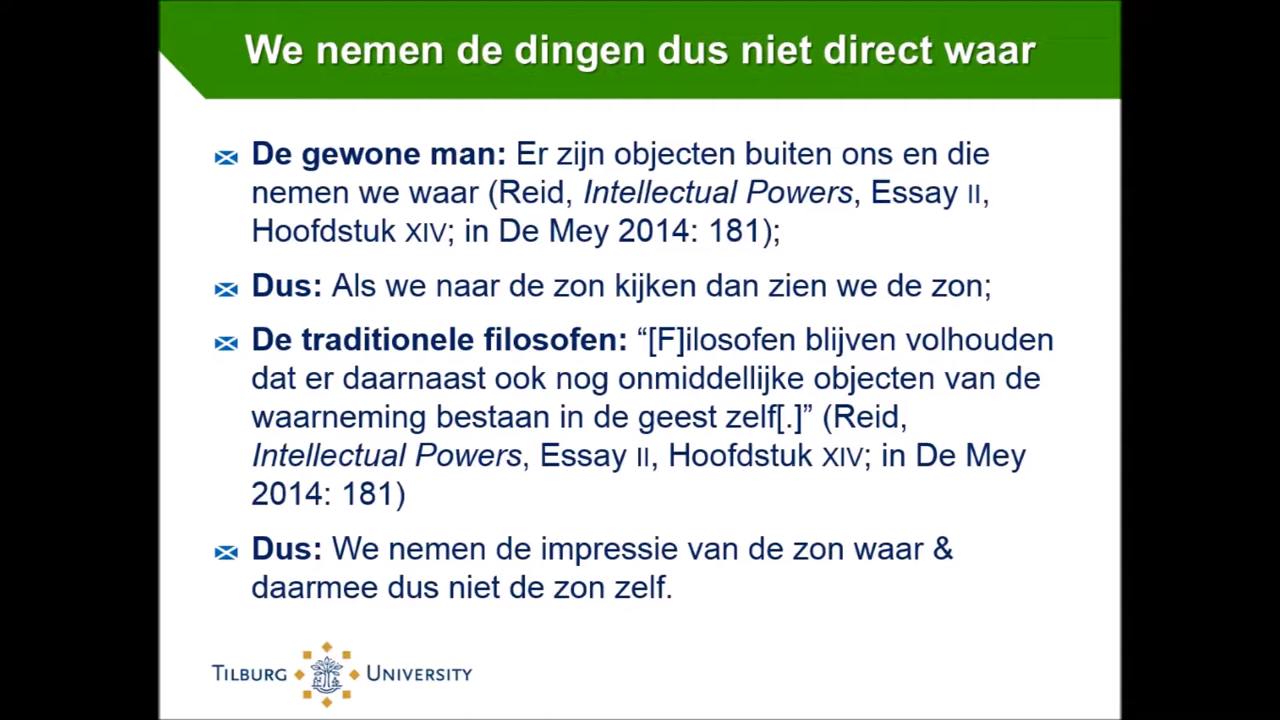 We nemen de dingen dus niet direct waar
De gewone man: Er zijn objecten buiten ons en die
nemen we waar (Reid, Intellectual Powers, Essay II,
Hoofdstuk XIV; in De Mey 2014: 181);
Dus: Als we naar de zon kijken dan zien we de zon;
De traditionele filosofen: “[F]ilosofen blijven volhouden
dat er daarnaast ook nog onmiddellijke objecten van de
waarneming bestaan in de geest zelf[.]” (Reid,
Intellectual Powers, Essay II, Hoofdstuk XIV; in De Mey
2014: 181)
Dus: We nemen de impressie van de zon waar &
daarmee dus niet de zon zelf.
TILBURG UNIVERSITY